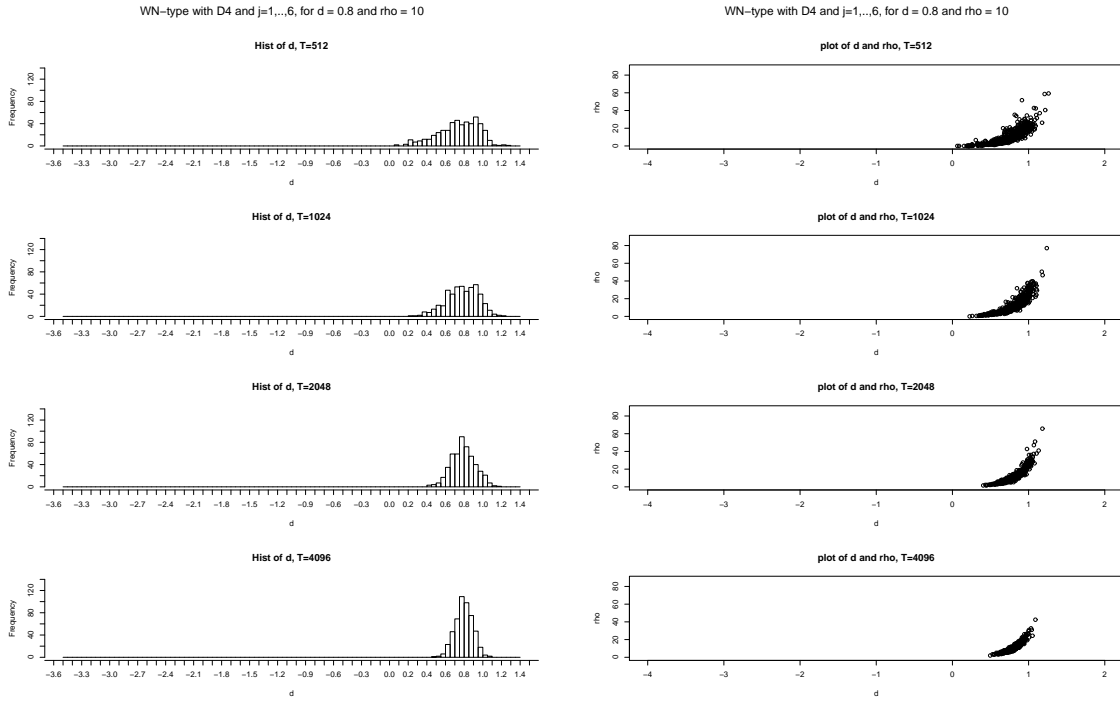 WN−type with D4 and j=1,..,6, for d = 0.8 and rho = 10
Hist of d, T=512
Frequency
0 40 80 120
−3.6 −3.3 −3.0 −2.7 −2.4 −2.1 −1.8 −1.5 −1.2 −0.9 −0.6 −0.3 0.0 0.2 0.4 0.6 0.8 1.0 1.2 1.4
d
Hist of d, T=1024
Frequency
0 40 80 120
−3.6 −3.3 −3.0 −2.7 −2.4 −2.1 −1.8 −1.5 −1.2 −0.9 −0.6 −0.3 0.0 0.2 0.4 0.6 0.8 1.0 1.2 1.4
d
Hist of d, T=2048
Frequency
0 40 80 120
−3.6 −3.3 −3.0 −2.7 −2.4 −2.1 −1.8 −1.5 −1.2 −0.9 −0.6 −0.3 0.0 0.2 0.4 0.6 0.8 1.0 1.2 1.4
d
Hist of d, T=4096
Frequency
0 40 80 120
−3.6 −3.3 −3.0 −2.7 −2.4 −2.1 −1.8 −1.5 −1.2 −0.9 −0.6 −0.3 0.0 0.2 0.4 0.6 0.8 1.0 1.2 1.4
d
WN−type with D4 and j=1,..,6, for d = 0.8 and rho = 10
plot of d and rho, T=512
rho
0 20 40 60 80
−4 −3 −2 −1 0 1 2
d
plot of d and rho, T=1024
rho
0 20 40 60 80
−4 −3 −2 −1 0 1 2
d
plot of d and rho, T=2048
rho
0 20 40 60 80
−4 −3 −2 −1 0 1 2
d
plot of d and rho, T=4096
rho
0 20 40 60 80
−4 −3 −2 −1 0 1 2
d